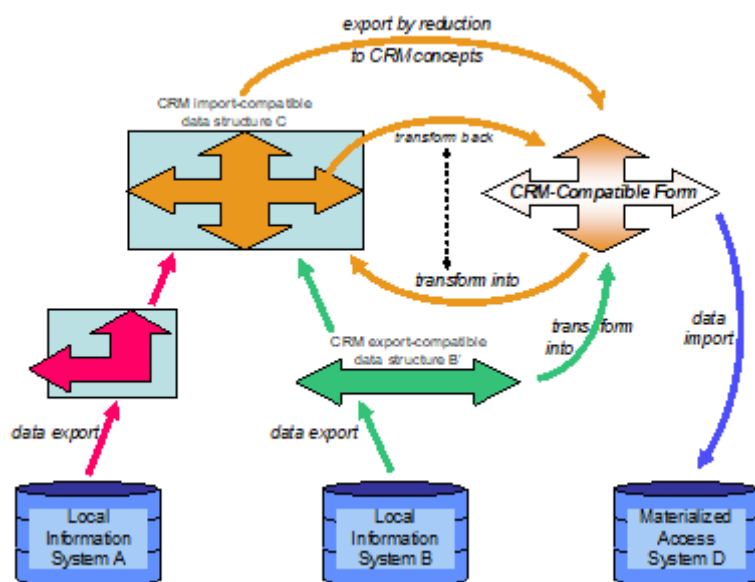 export by reduction
to CRM concepts
CRM import-compatible
data structure C
transform back
CRM-Compatible Form
transform into
CRM export-compatible
data structure B'
transform
into
data
import
data export
data export
Local
Information
System A
Local
Information
System B
Materialized
Access
System D